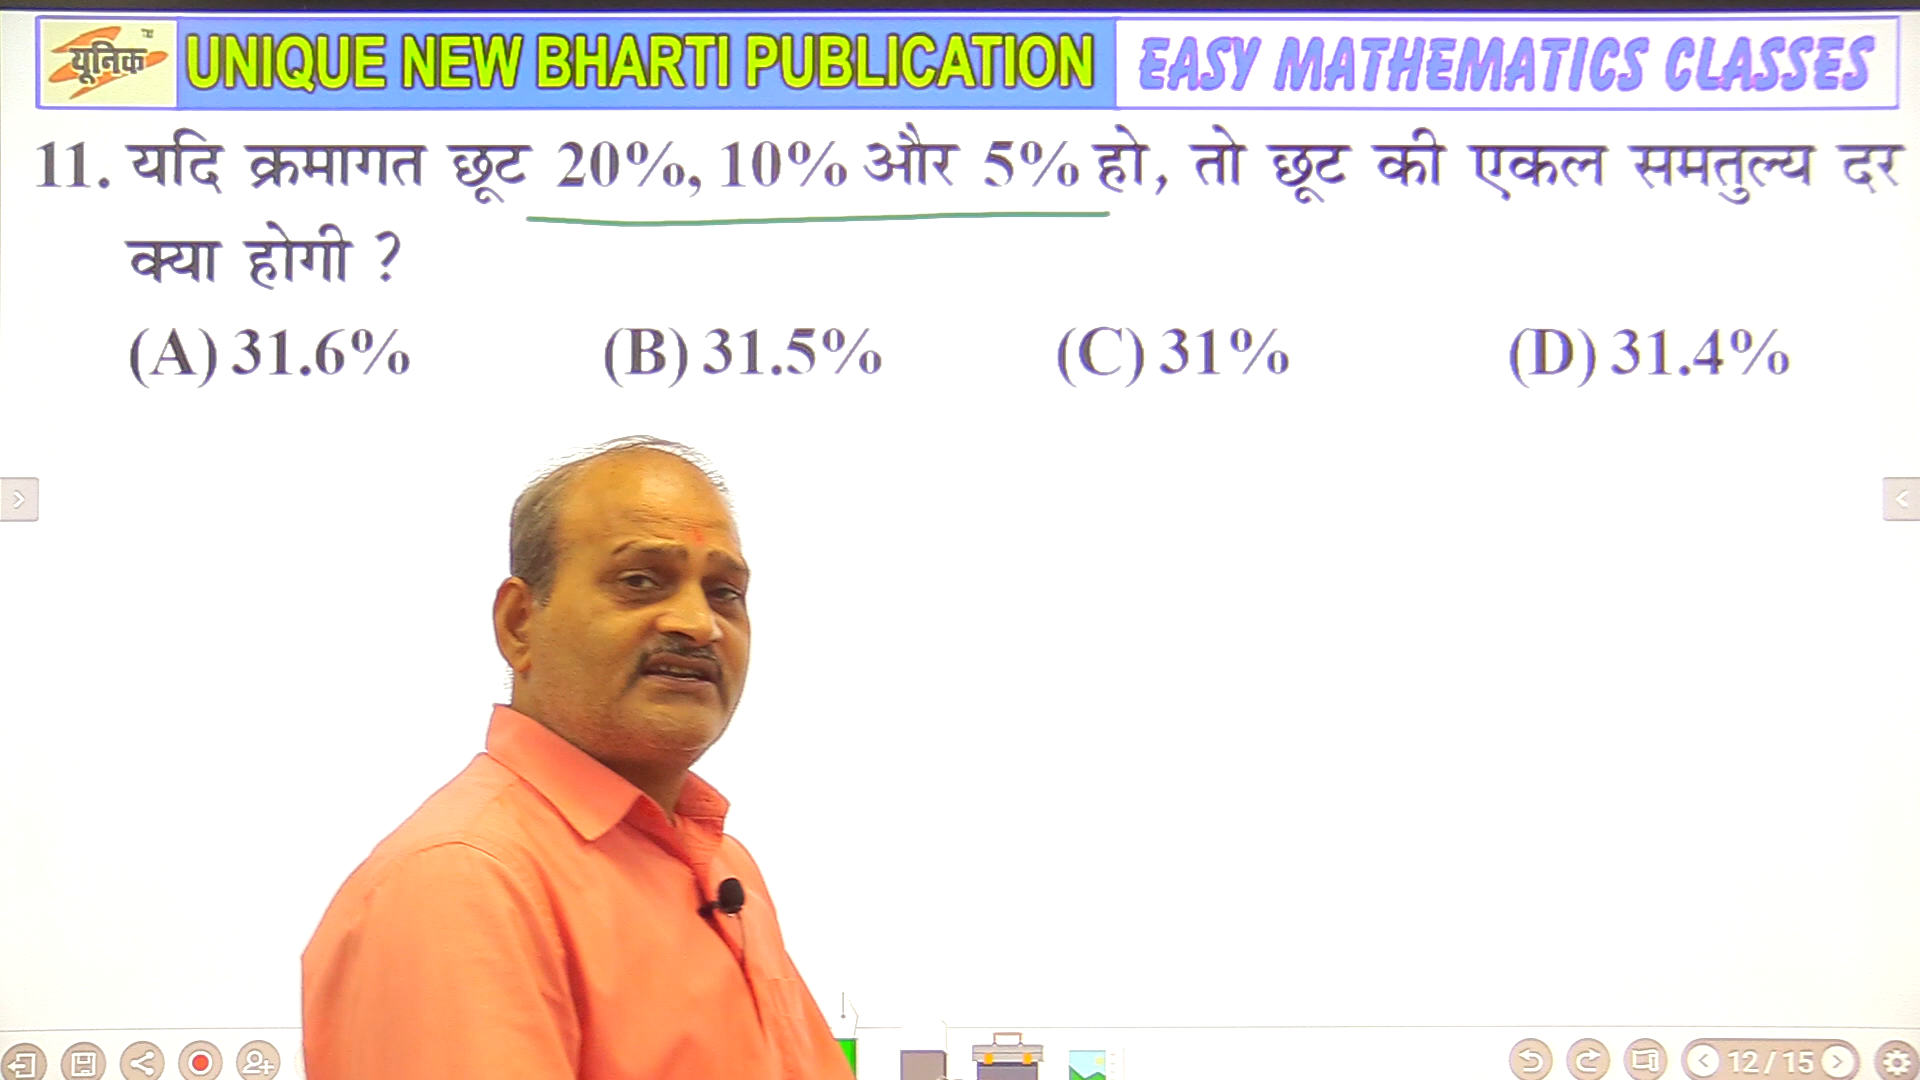 यूनिक TM UNIQUE NEW BHARTI PUBLICATION EASY MATHEMATICS CLASSES
11. यदि क्रमागत छूट 20%, 10% और 5% हो, तो छूट की एकल समतुल्य दर
क्या होगी ?
(A) 31.6% (B) 31.5% (C) 31% (D) 31.4%
12/15